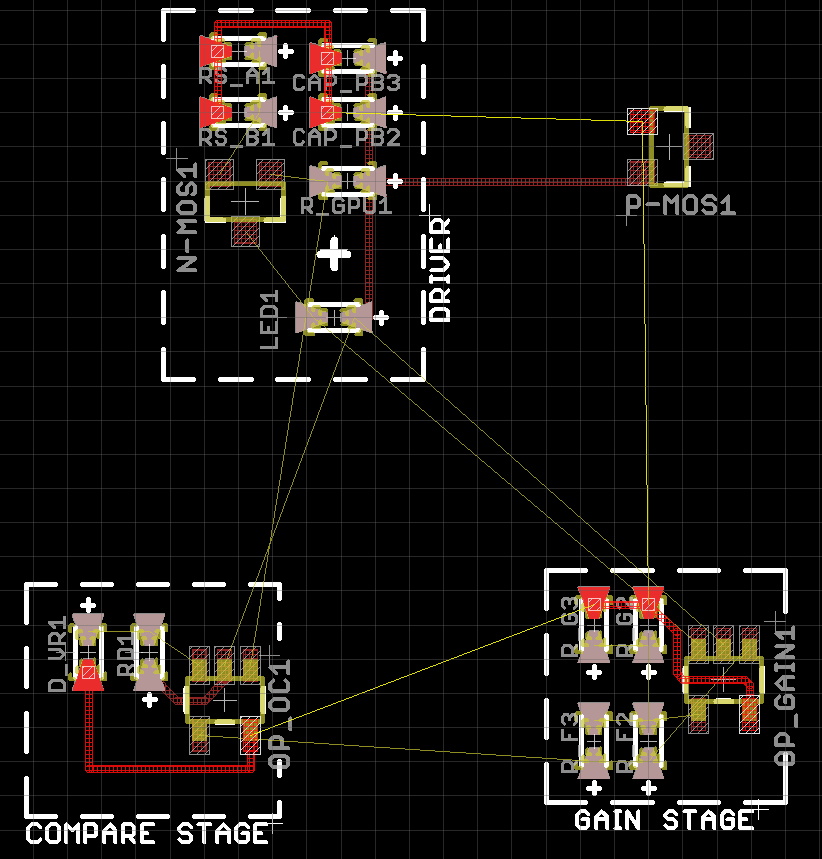 RS_A1
CAP_PB3
RS_B1
CAP_PB2
N-MOS1
R_GPU1
P-MOS1
DRIVER
LED1
D_VR1
RD1
OP_OC1
COMPARE STAGE
R_G3
R_G2
OP_GAIN1
R_F3
R_F2
GAIN STAGE